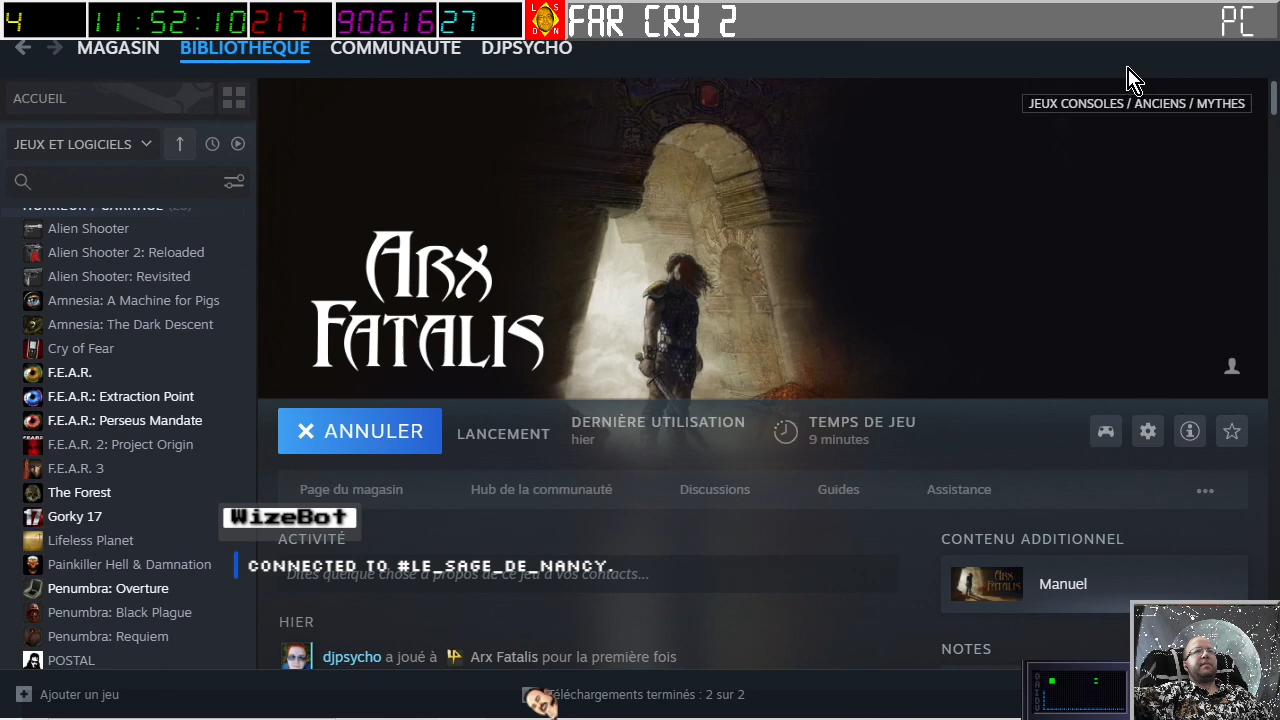 4 11:52:10 217 90616 27 FAR CRY 2 PC
MAGASIN BIBLIOTHÈQUE COMMUNAUTÉ DJPSYCHO
ACCUEIL
JEUX CONSOLES / ANCIENS / MYTHES
JEUX ET LOGICIELS
HORREUR / CARNAGE
Alien Shooter
Alien Shooter 2: Reloaded
Alien Shooter: Revisited
Amnesia: A Machine for Pigs
Amnesia: The Dark Descent
Cry of Fear
F.E.A.R.
F.E.A.R.: Extraction Point
F.E.A.R.: Perseus Mandate
F.E.A.R. 2: Project Origin
F.E.A.R. 3
The Forest
Gorky 17
Lifeless Planet
Painkiller Hell & Damnation
Penumbra: Overture
Penumbra: Black Plague
Penumbra: Requiem
POSTAL
ARX
FATALIS
ANNULER
LANCEMENT
DERNIÈRE UTILISATION
hier
TEMPS DE JEU
9 minutes
Page du magasin Hub de la communauté Discussions Guides Assistance
WizeBot
CONNECTED TO #LE_SAGE_DE_NANCY.
ACTIVITÉ
Dites quelque chose à propos de ce jeu à vos contacts...
HIER
djpsycho a joué à Arx Fatalis pour la première fois
CONTENU ADDITIONNEL
Manuel
NOTES
Ajouter un jeu
Téléchargements terminés : 2 sur 2